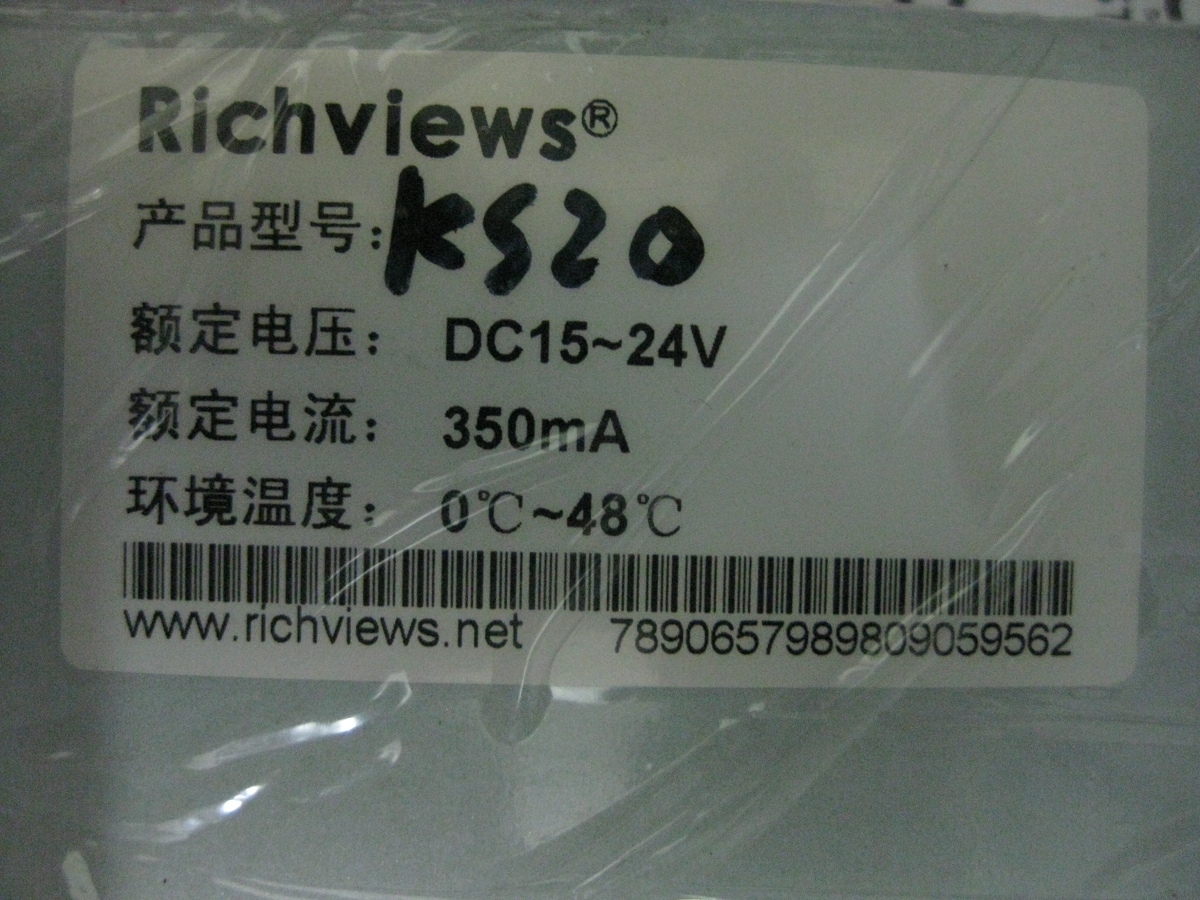 Richviews®
产品型号:KS20
额定电压: DC15~24V
额定电流: 350mA
环境温度: 0℃~48℃
www.richviews.net 7890657989809059562